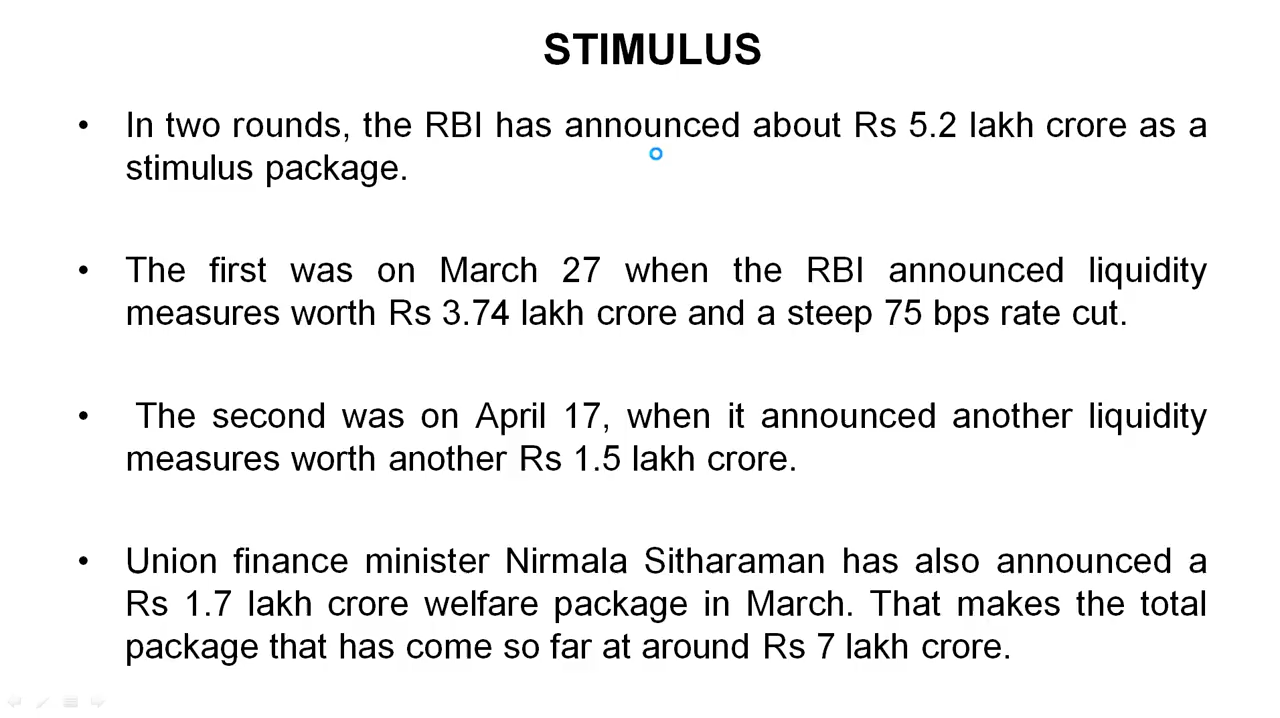 STIMULUS
• In two rounds, the RBI has announced about Rs 5.2 lakh crore as a
stimulus package.
• The first was on March 27 when the RBI announced liquidity
measures worth Rs 3.74 lakh crore and a steep 75 bps rate cut.
• The second was on April 17, when it announced another liquidity
measures worth another Rs 1.5 lakh crore.
• Union finance minister Nirmala Sitharaman has also announced a
Rs 1.7 lakh crore welfare package in March. That makes the total
package that has come so far at around Rs 7 lakh crore.